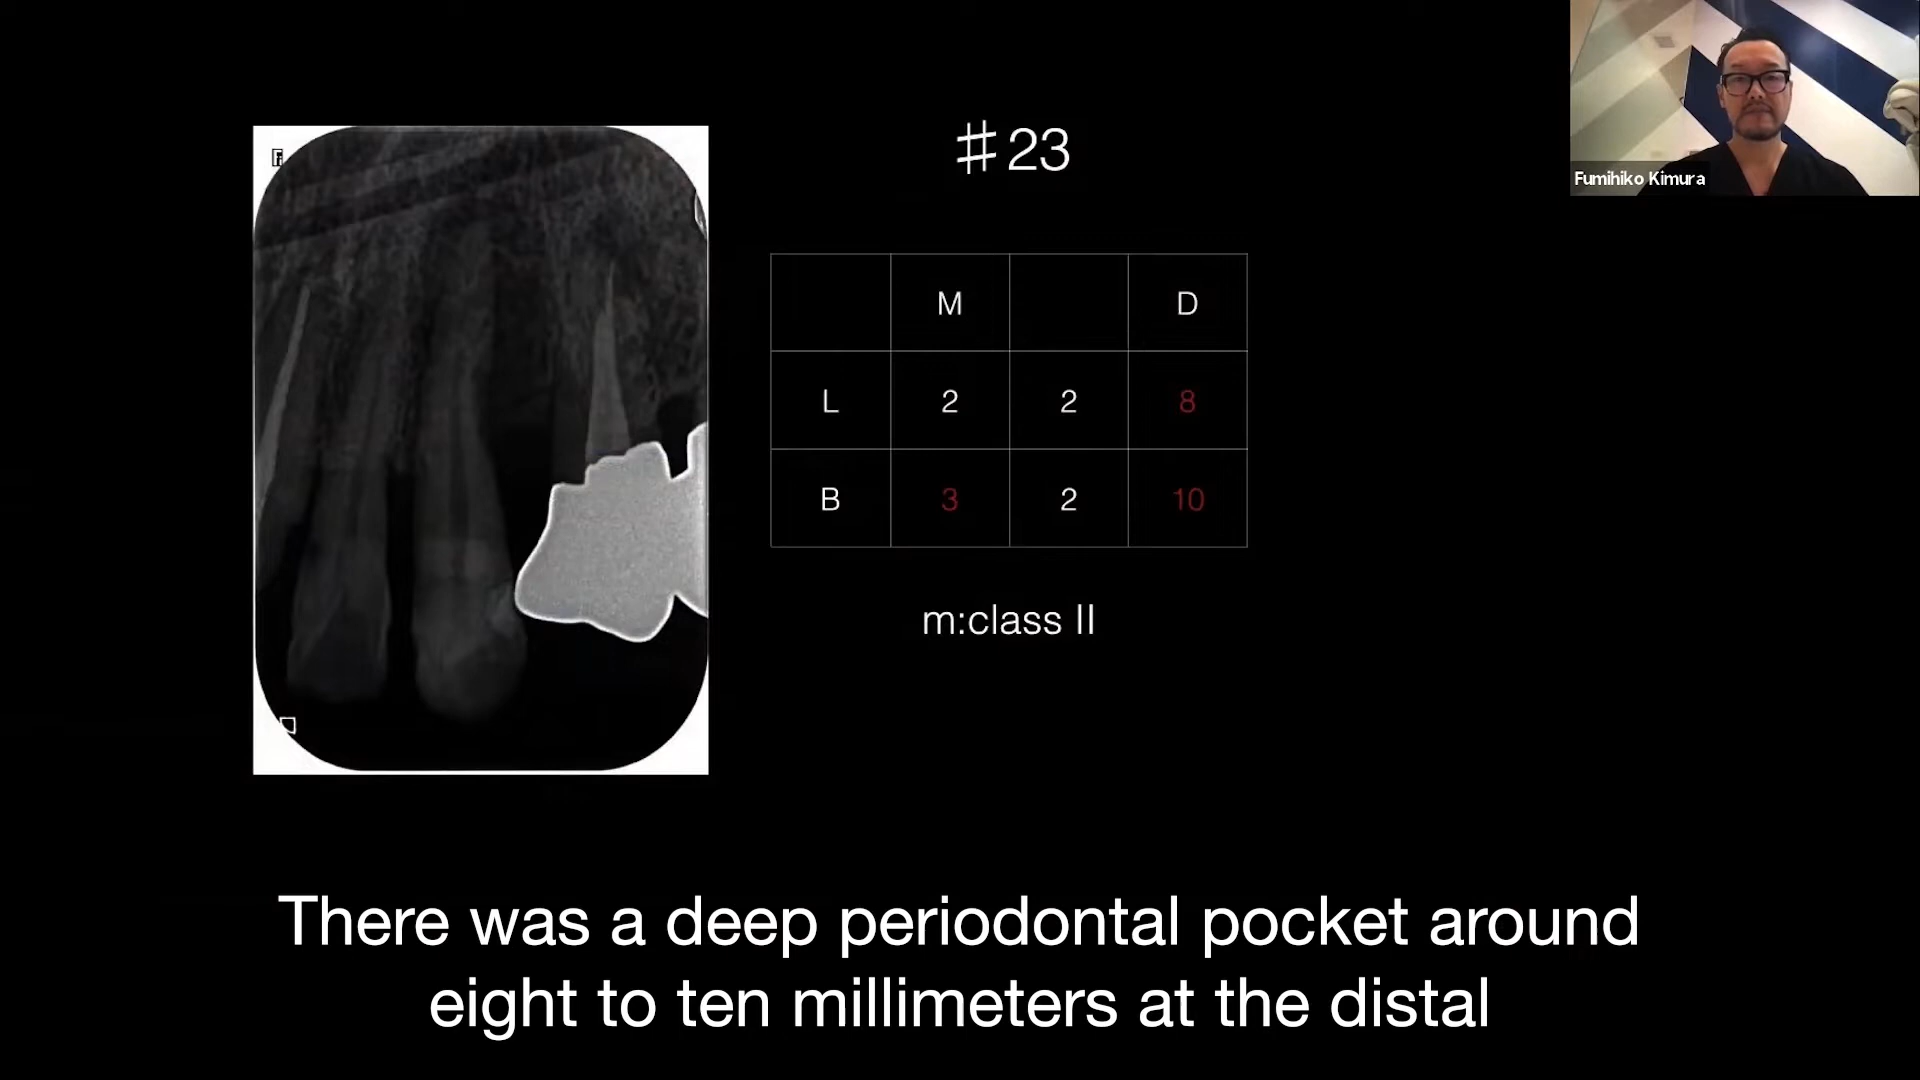 #23
Fumihiko Kimura
M D
L 2 2 8
B 3 2 10
m:class II
There was a deep periodontal pocket around
eight to ten millimeters at the distal